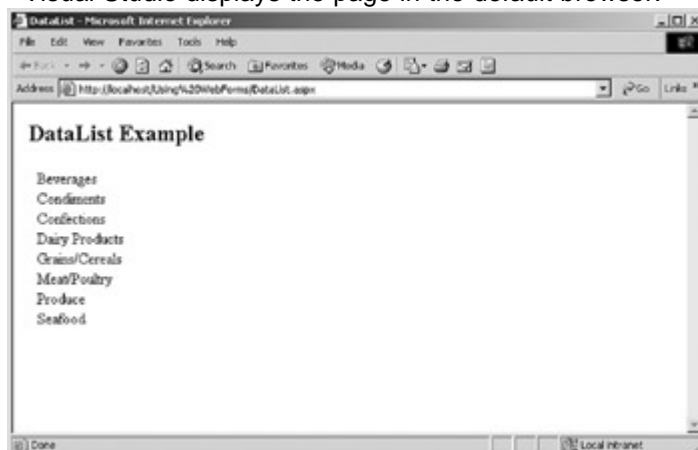 Visual Studio displays the page in the default browser.
DataList - Microsoft Internet Explorer
File Edit View Favorites Tools Help
Search Favorites Media
Address http://localhost/Using%20WebForms/DataList.aspx Go Links »
DataList Example
Beverages
Condiments
Confections
Dairy Products
Grains/Cereals
Meat/Poultry
Produce
Seafood
Done Local intranet